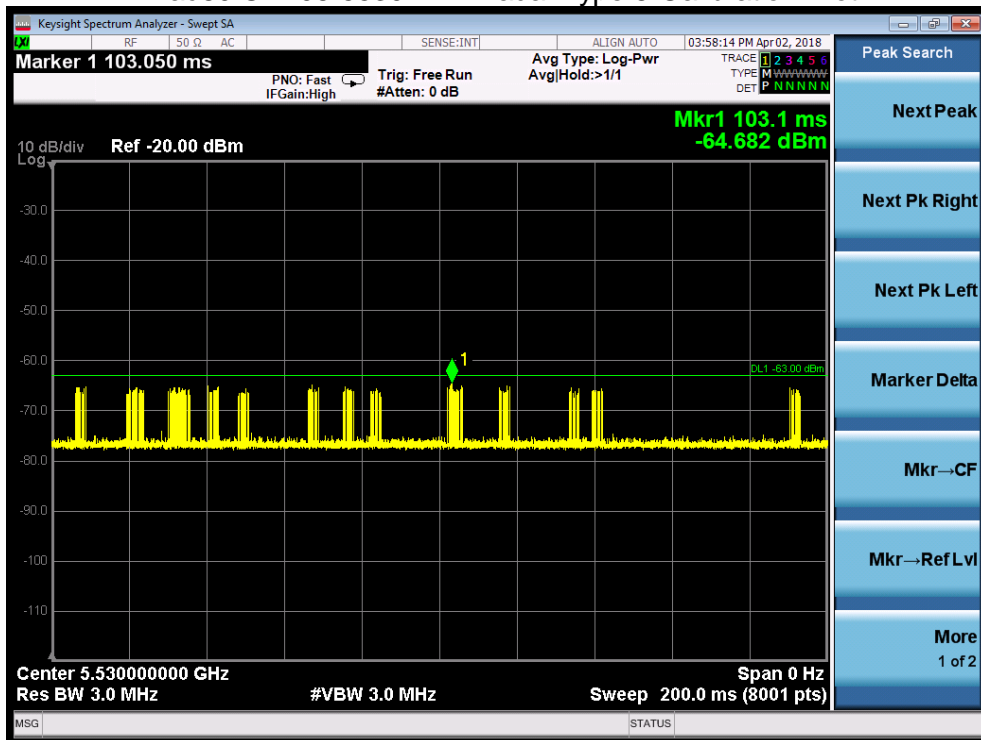 Keysight Spectrum Analyzer - Swept SA
LXI RF 50 Ω AC SENSE:INT ALIGN AUTO 03:58:14 PM Apr 02, 2018
Marker 1 103.050 ms
PNO: Fast
IFGain:High
Trig: Free Run
#Atten: 0 dB
Avg Type: Log-Pwr
Avg|Hold:>1/1
TRACE 1 2 3 4 5 6
TYPE M WWWWW
DET P N N N N N
Mkr1 103.1 ms
-64.682 dBm
10 dB/div Ref -20.00 dBm
Log
-30.0
-40.0
-50.0
-60.0
-70.0
-80.0
-90.0
-100
-110
1
DL1 -63.00 dBm
Center 5.530000000 GHz Span 0 Hz
Res BW 3.0 MHz #VBW 3.0 MHz Sweep 200.0 ms (8001 pts)
MSG STATUS
Peak Search
Next Peak
Next Pk Right
Next Pk Left
Marker Delta
Mkr→CF
Mkr→Ref Lvl
More
1 of 2